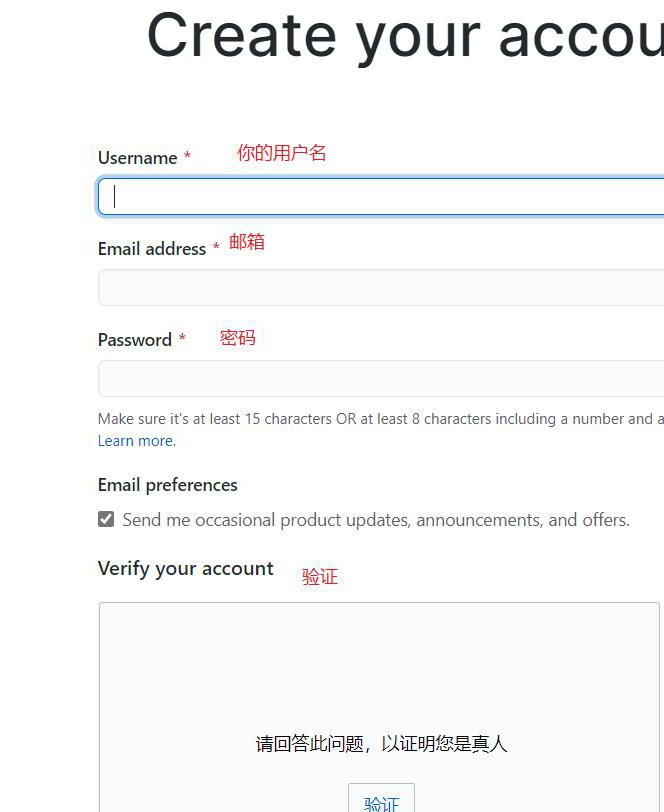 Create your accou
Username * 你的用户名
Email address * 邮箱
Password * 密码
Make sure it's at least 15 characters OR at least 8 characters including a number and a
Learn more.
Email preferences
Send me occasional product updates, announcements, and offers.
Verify your account 验证
请回答此问题，以证明您是真人
验证